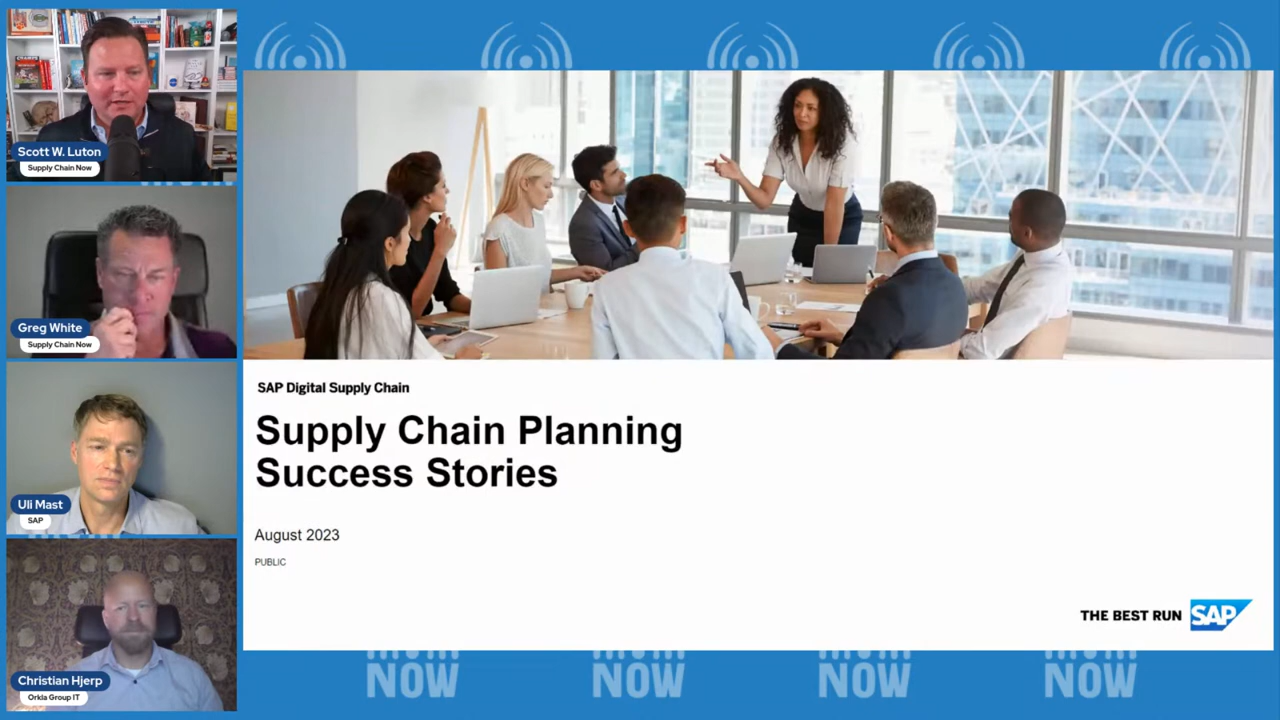 Scott W. Luton
Supply Chain Now
Greg White
Supply Chain Now
Uli Mast
SAP
Christian Hjerp
Orkla Group IT
SAP Digital Supply Chain
Supply Chain Planning
Success Stories
August 2023
PUBLIC
THE BEST RUN SAP
NOW
NOW
NOW
NOW